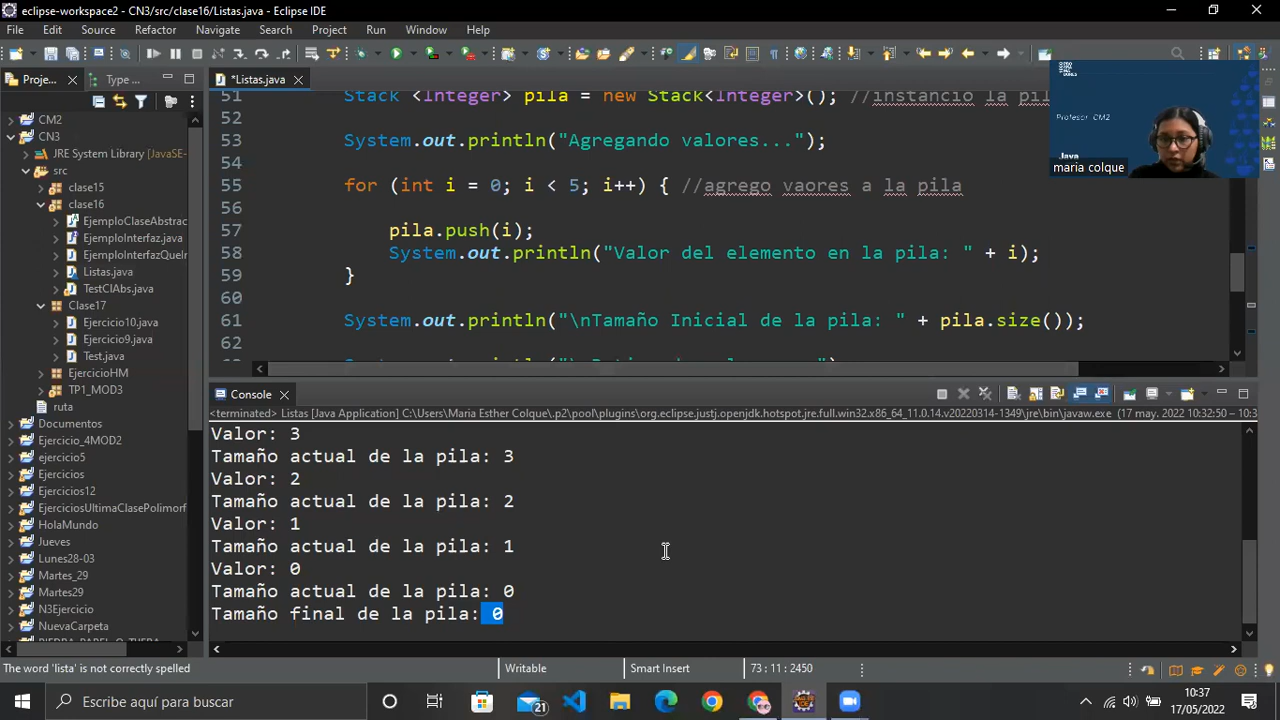 eclipse-workspace2 - CN3/src/clase16/Listas.java - Eclipse IDE
File Edit Source Refactor Navigate Search Project Run Window Help
Proje... Type ...
*Listas.java
CM2
CN3
JRE System Library [JavaSE-
src
clase15
clase16
EjemploClaseAbstrac
EjemploInterfaz.java
Listas.java
TestClAbs.java
Clase17
Ejercicio10.java
Ejercicio9.java
Test.java
EjercicioHM
TP1_MOD3
ruta
Documentos
Ejercicio_4MOD2
ejercicio5
Ejercicios
Ejercicios12
EjerciciosUltimaClasePolimorf
HolaMundo
Jueves
Lunes28-03
Martes_29
Martes29
N3Ejercicio
NuevaCarpeta
51 Stack <Integer> pila = new Stack<Integer>(); //instancio la pil
52
53 System.out.println("Agregando valores...");
54
55 for (int i = 0; i < 5; i++) { //agrego vaores a la pila
56
57 pila.push(i);
58 System.out.println("Valor del elemento en la pila: " + i);
59 }
60
61 System.out.println("\nTamaño Inicial de la pila: " + pila.size());
62
Profesor CM2
Java
maria colque
Console
<terminated> Listas [Java Application] C:\Users\Maria Esther Colque\.p2\pool\plugins\org.eclipse.justj.openjdk.hotspot.jre.full.win32.x86_64_11.0.14.v20220314-1349\jre\bin\javaw.exe (17 may. 2022 10:32:50 – 10:3
Valor: 3
Tamaño actual de la pila: 3
Valor: 2
Tamaño actual de la pila: 2
Valor: 1
Tamaño actual de la pila: 1
Valor: 0
Tamaño actual de la pila: 0
Tamaño final de la pila: 0
The word 'lista' is not correctly spelled
Writable
Smart Insert
73 : 11 : 2450
Escribe aquí para buscar
21
10:37
17/05/2022